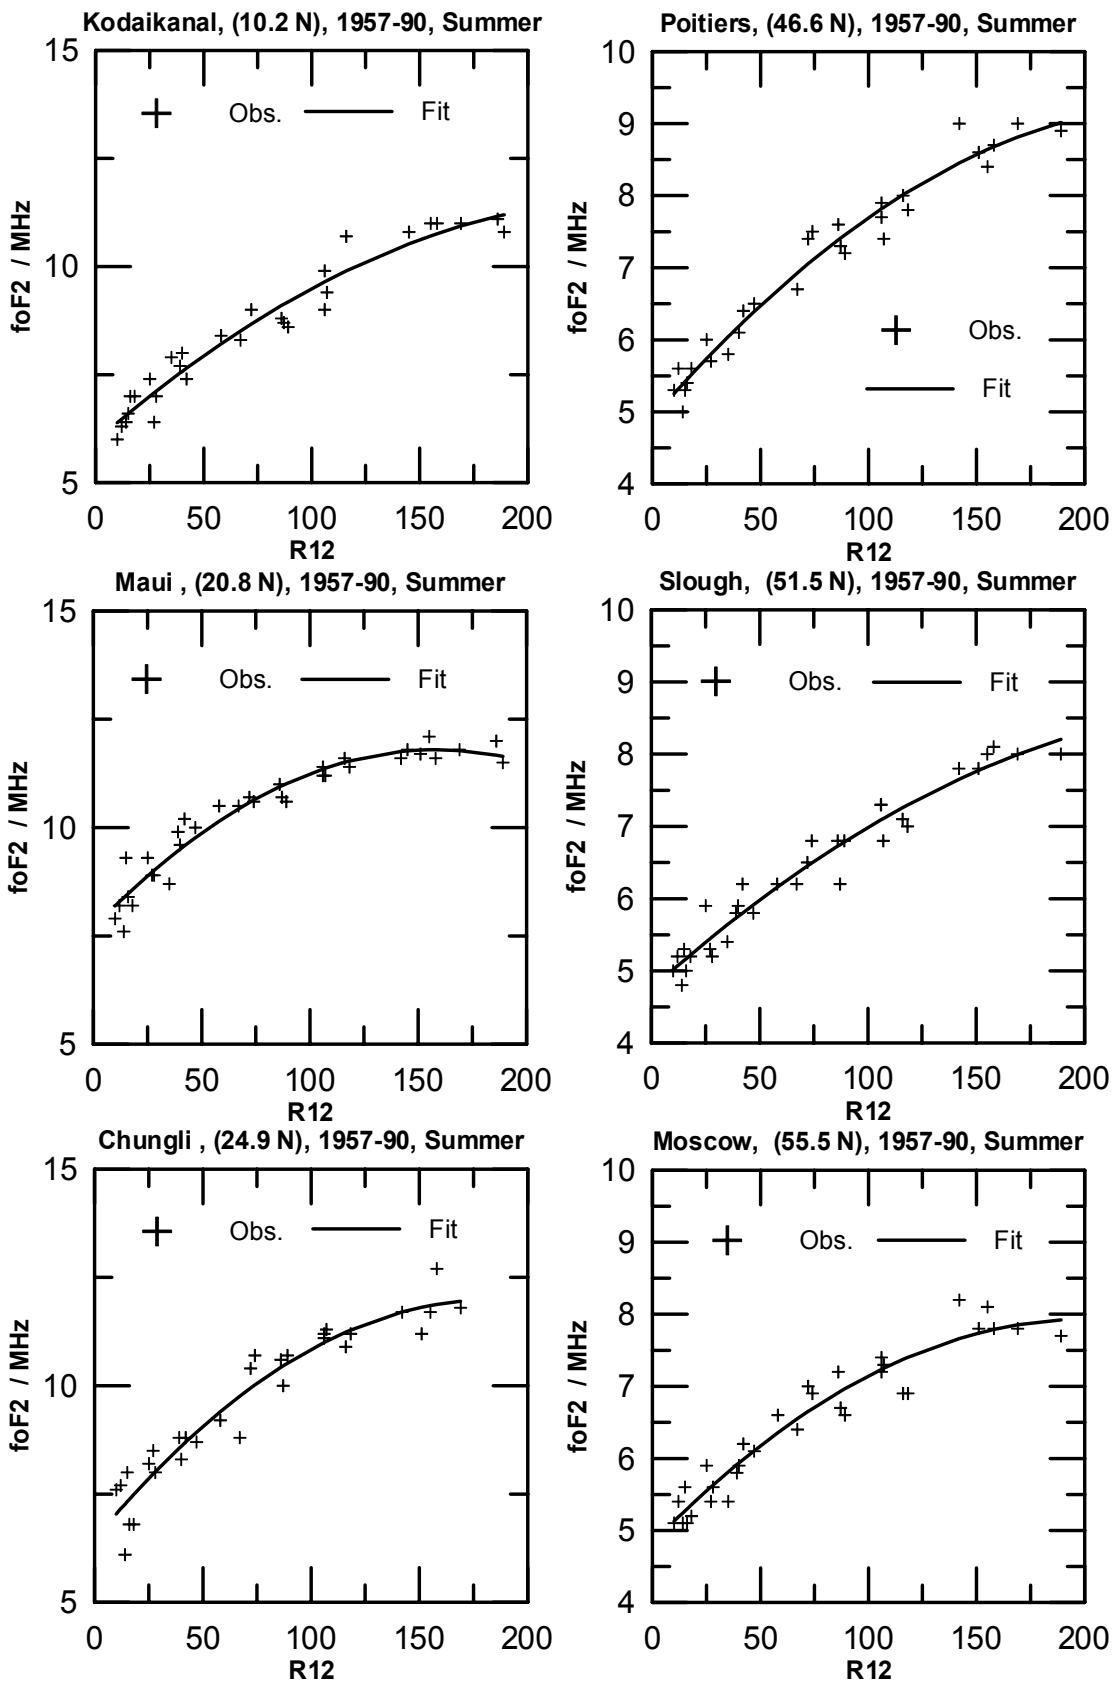 Kodaikanal, (10.2 N), 1957-90, Summer
15
10
5
foF2 / MHz
Obs.
Fit
0 50 100 150 200
R12
Poitiers, (46.6 N), 1957-90, Summer
10
9
8
7
6
5
4
foF2 / MHz
Obs.
Fit
0 50 100 150 200
R12
Maui , (20.8 N), 1957-90, Summer
15
10
5
foF2 / MHz
Obs.
Fit
0 50 100 150 200
R12
Slough, (51.5 N), 1957-90, Summer
10
9
8
7
6
5
4
foF2 / MHz
Obs.
Fit
0 50 100 150 200
R12
Chungli , (24.9 N), 1957-90, Summer
15
10
5
foF2 / MHz
Obs.
Fit
0 50 100 150 200
R12
Moscow, (55.5 N), 1957-90, Summer
10
9
8
7
6
5
4
foF2 / MHz
Obs.
Fit
0 50 100 150 200
R12